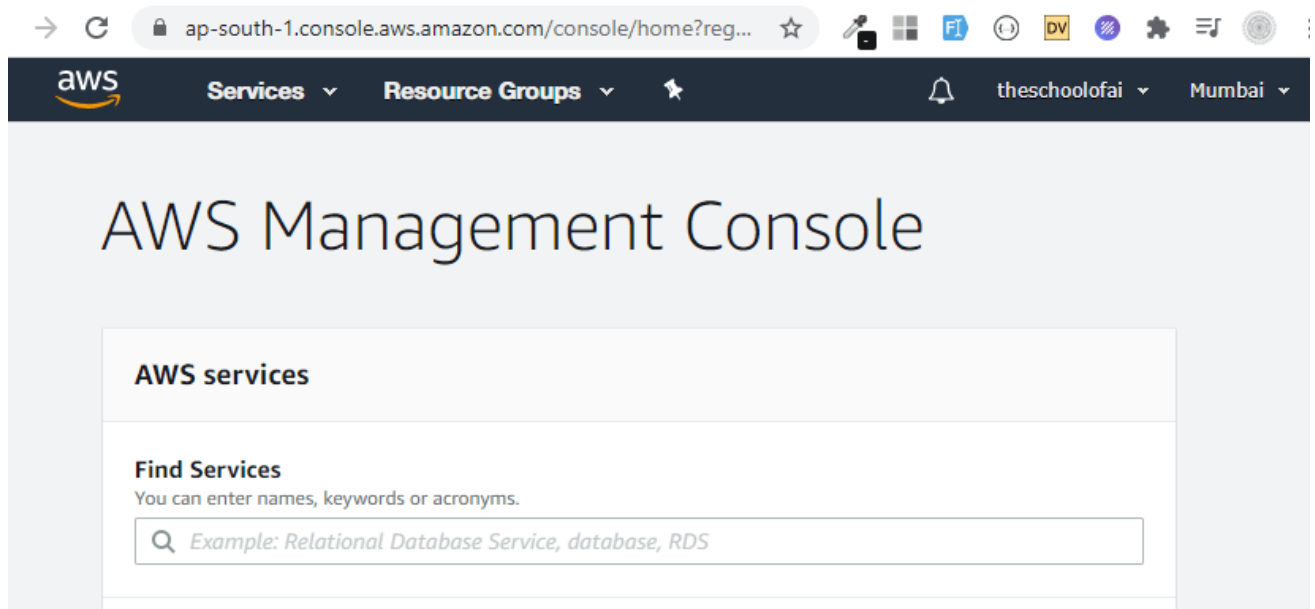 ap-south-1.console.aws.amazon.com/console/home?reg...
FI
DV
aws Services Resource Groups theschoolofai Mumbai
AWS Management Console
AWS services
Find Services
You can enter names, keywords or acronyms.
Example: Relational Database Service, database, RDS